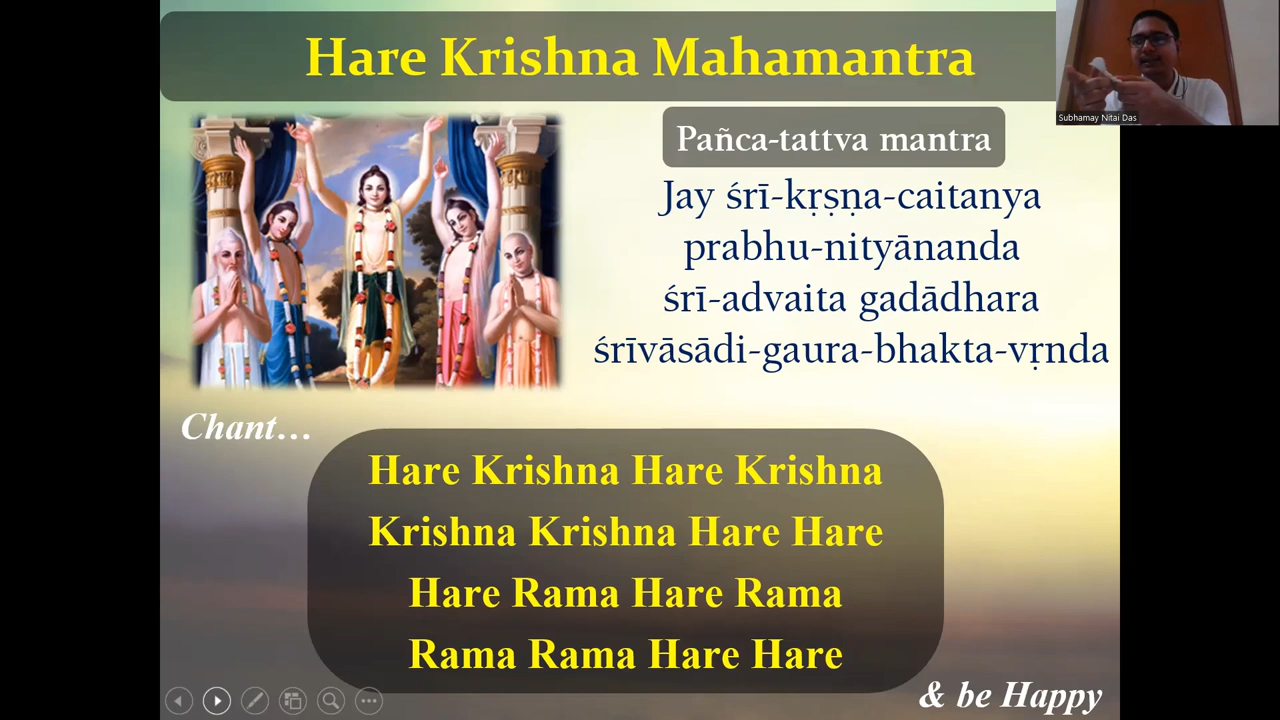 Hare Krishna Mahamantra
Subhamay Nitai Das
Pañca-tattva mantra
Jay śrī-kṛṣṇa-caitanya
prabhu-nityānanda
śrī-advaita gadādhara
śrīvāsādi-gaura-bhakta-vṛnda
Chant…
Hare Krishna Hare Krishna
Krishna Krishna Hare Hare
Hare Rama Hare Rama
Rama Rama Hare Hare
& be Happy